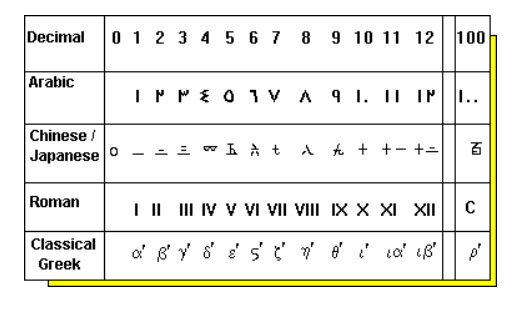 Decimal 0 1 2 3 4 5 6 7 8 9 10 11 12 100
Arabic ١ ٢ ٣ ٤ ٥ ٦ ٧ ٨ ٩ ١. ١١ ١٢ ١..
Chinese /
Japanese ○ 一 二 三 四 五 六 七 八 九 十 十一 十二 百
Roman I II III IV V VI VII VIII IX X XI XII C
Classical
Greek α′ β′ γ′ δ′ ε′ ς′ ζ′ η′ θ′ ι′ ια′ ιβ′ ρ′